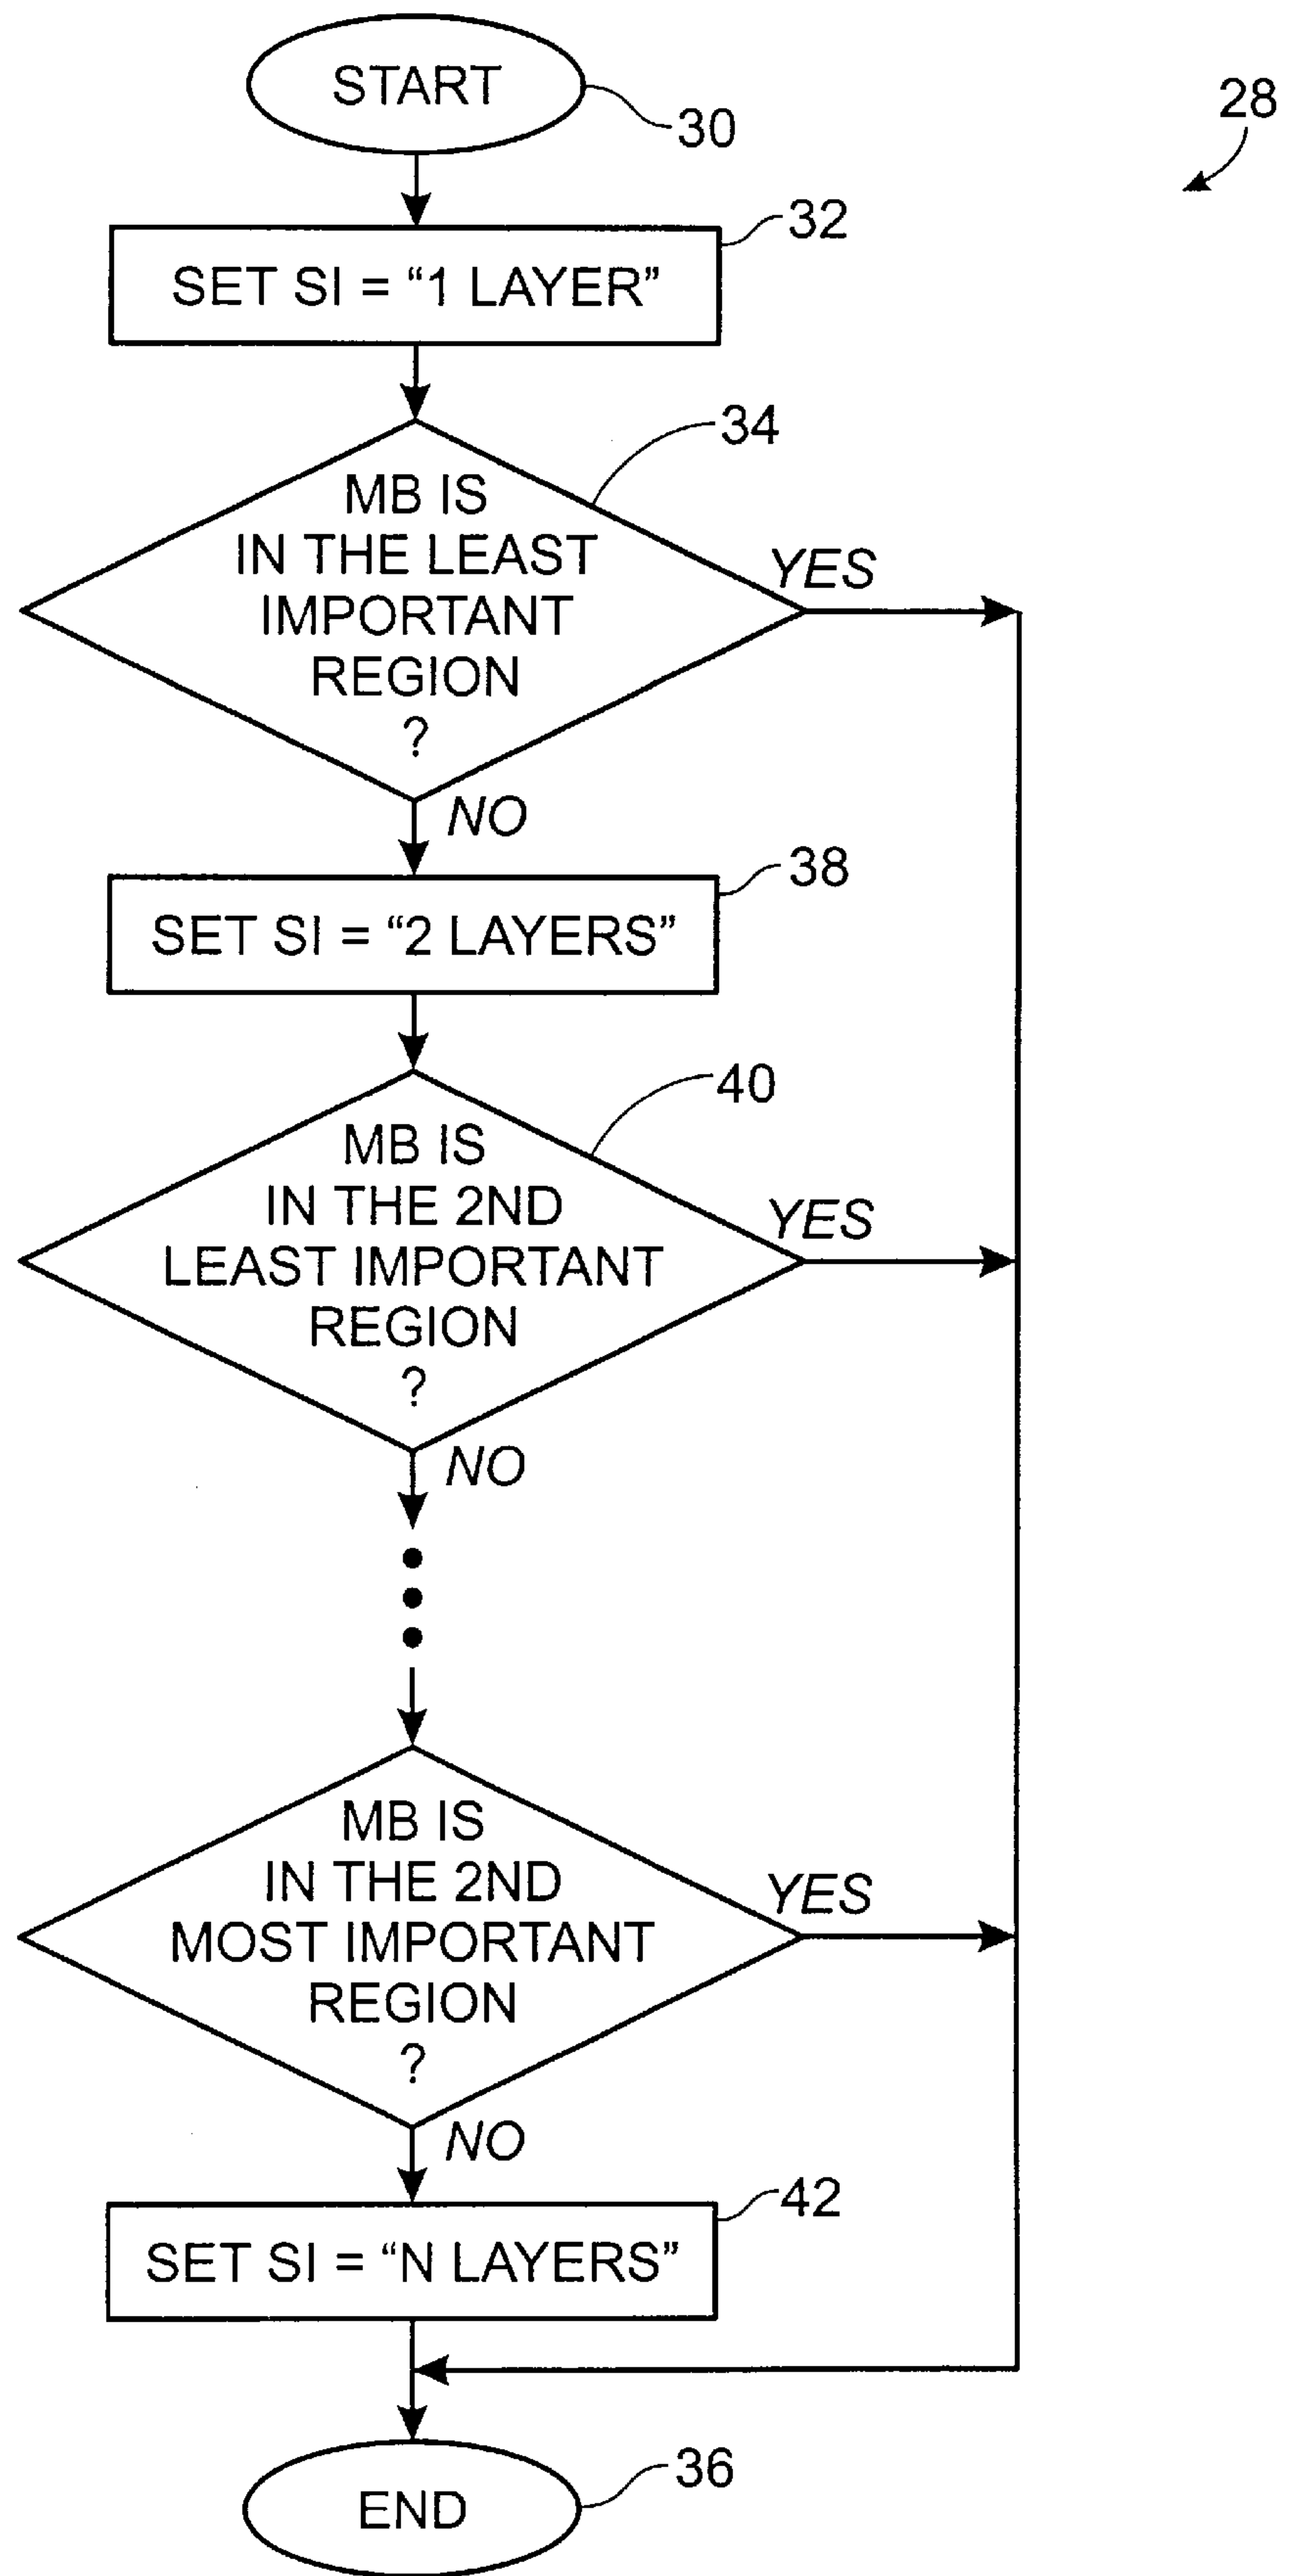 START
30
28
32
SET SI = “1 LAYER”
34
MB IS
IN THE LEAST
IMPORTANT
REGION
?
YES
NO
38
SET SI = “2 LAYERS”
40
MB IS
IN THE 2ND
LEAST IMPORTANT
REGION
?
YES
NO
MB IS
IN THE 2ND
MOST IMPORTANT
REGION
?
YES
NO
42
SET SI = “N LAYERS”
36
END